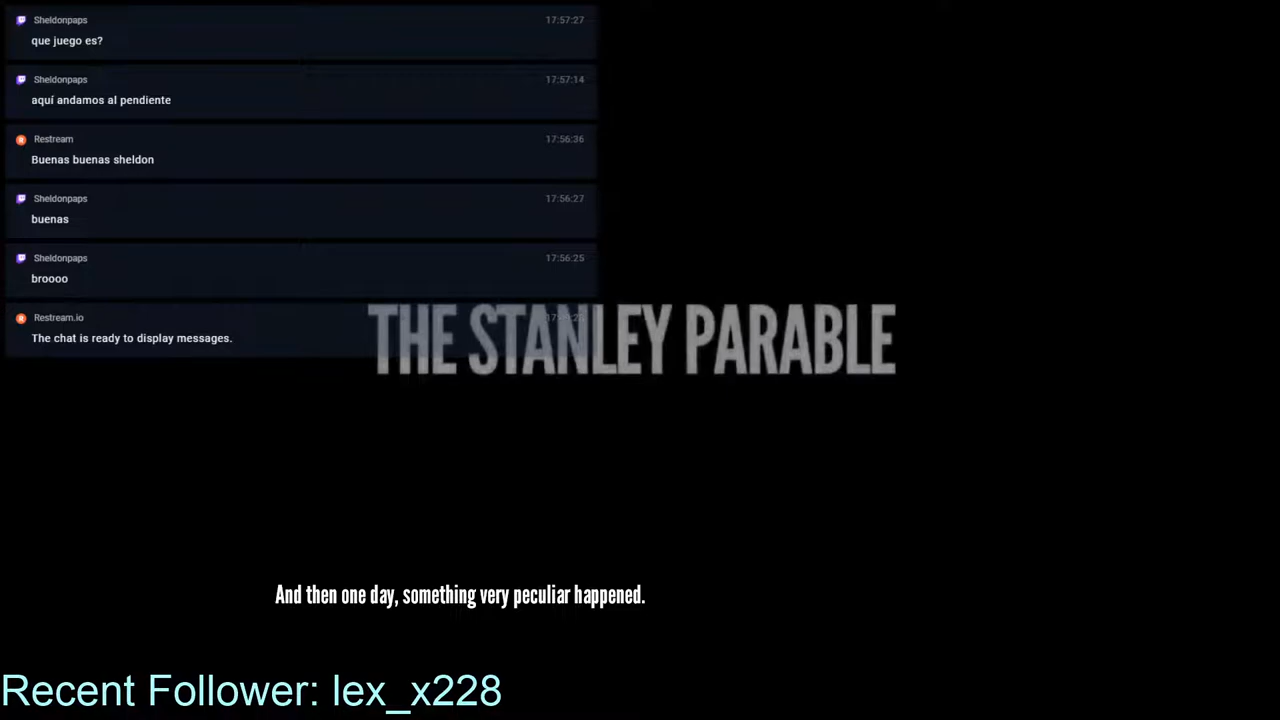 Sheldonpaps 17:57:27
que juego es?
Sheldonpaps 17:57:14
aquí andamos al pendiente
Restream 17:56:36
Buenas buenas sheldon
Sheldonpaps 17:56:27
buenas
Sheldonpaps 17:56:25
broooo
Restream.io
The chat is ready to display messages.
THE STANLEY PARABLE
And then one day, something very peculiar happened.
Recent Follower: lex_x228